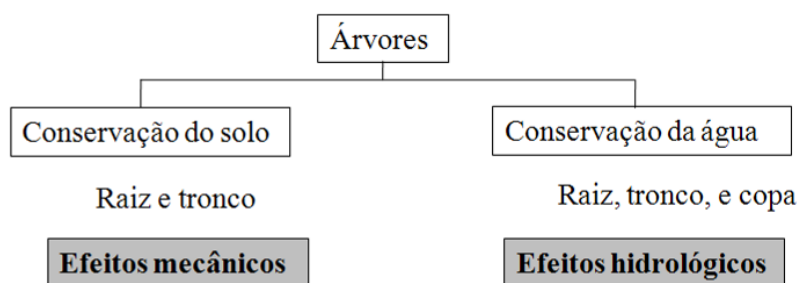 Árvores
Conservação do solo
Conservação da água
Raiz e tronco
Raiz, tronco, e copa
Efeitos mecânicos
Efeitos hidrológicos